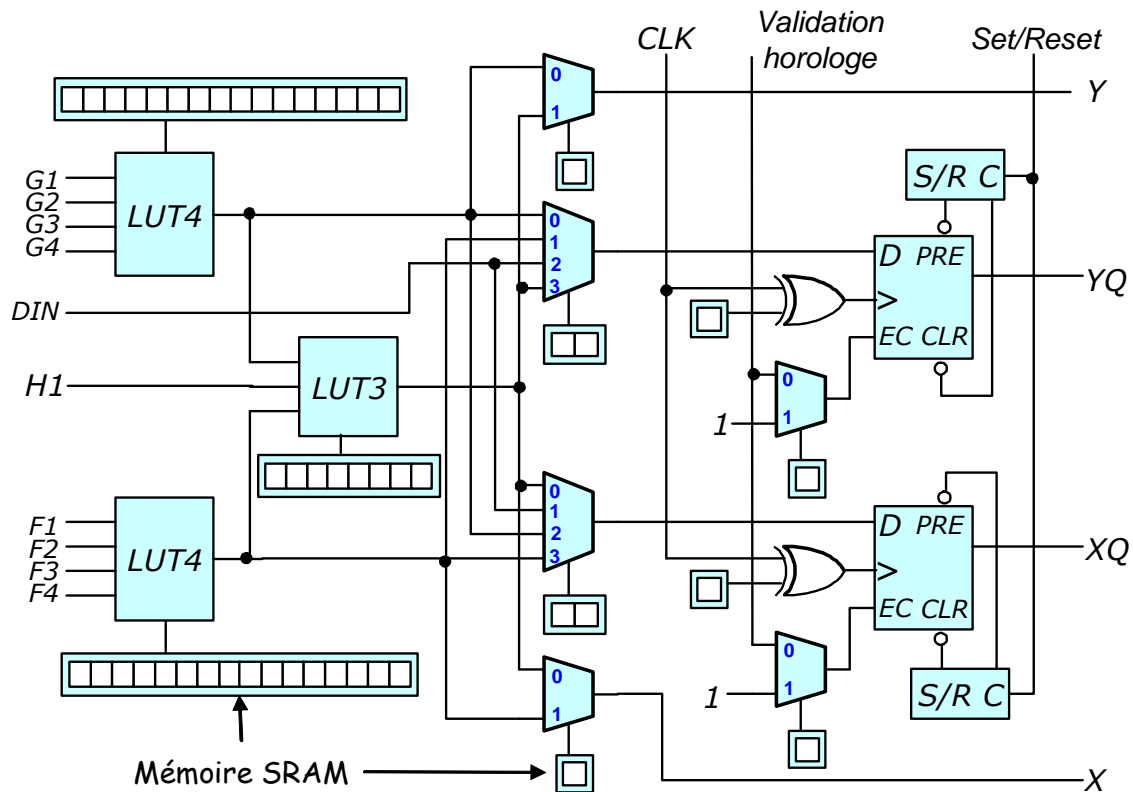 CLK
Validation
horologe
Set/Reset
0
1
Y
G1
G2
G3
G4
LUT4
S/R C
0
1
2
3
D PRE
>
EC CLR
YQ
DIN
H1
LUT3
0
1
1
F1
F2
F3
F4
LUT4
0
1
2
3
D PRE
>
EC CLR
XQ
0
1
1
S/R C
0
1
Mémoire SRAM
X